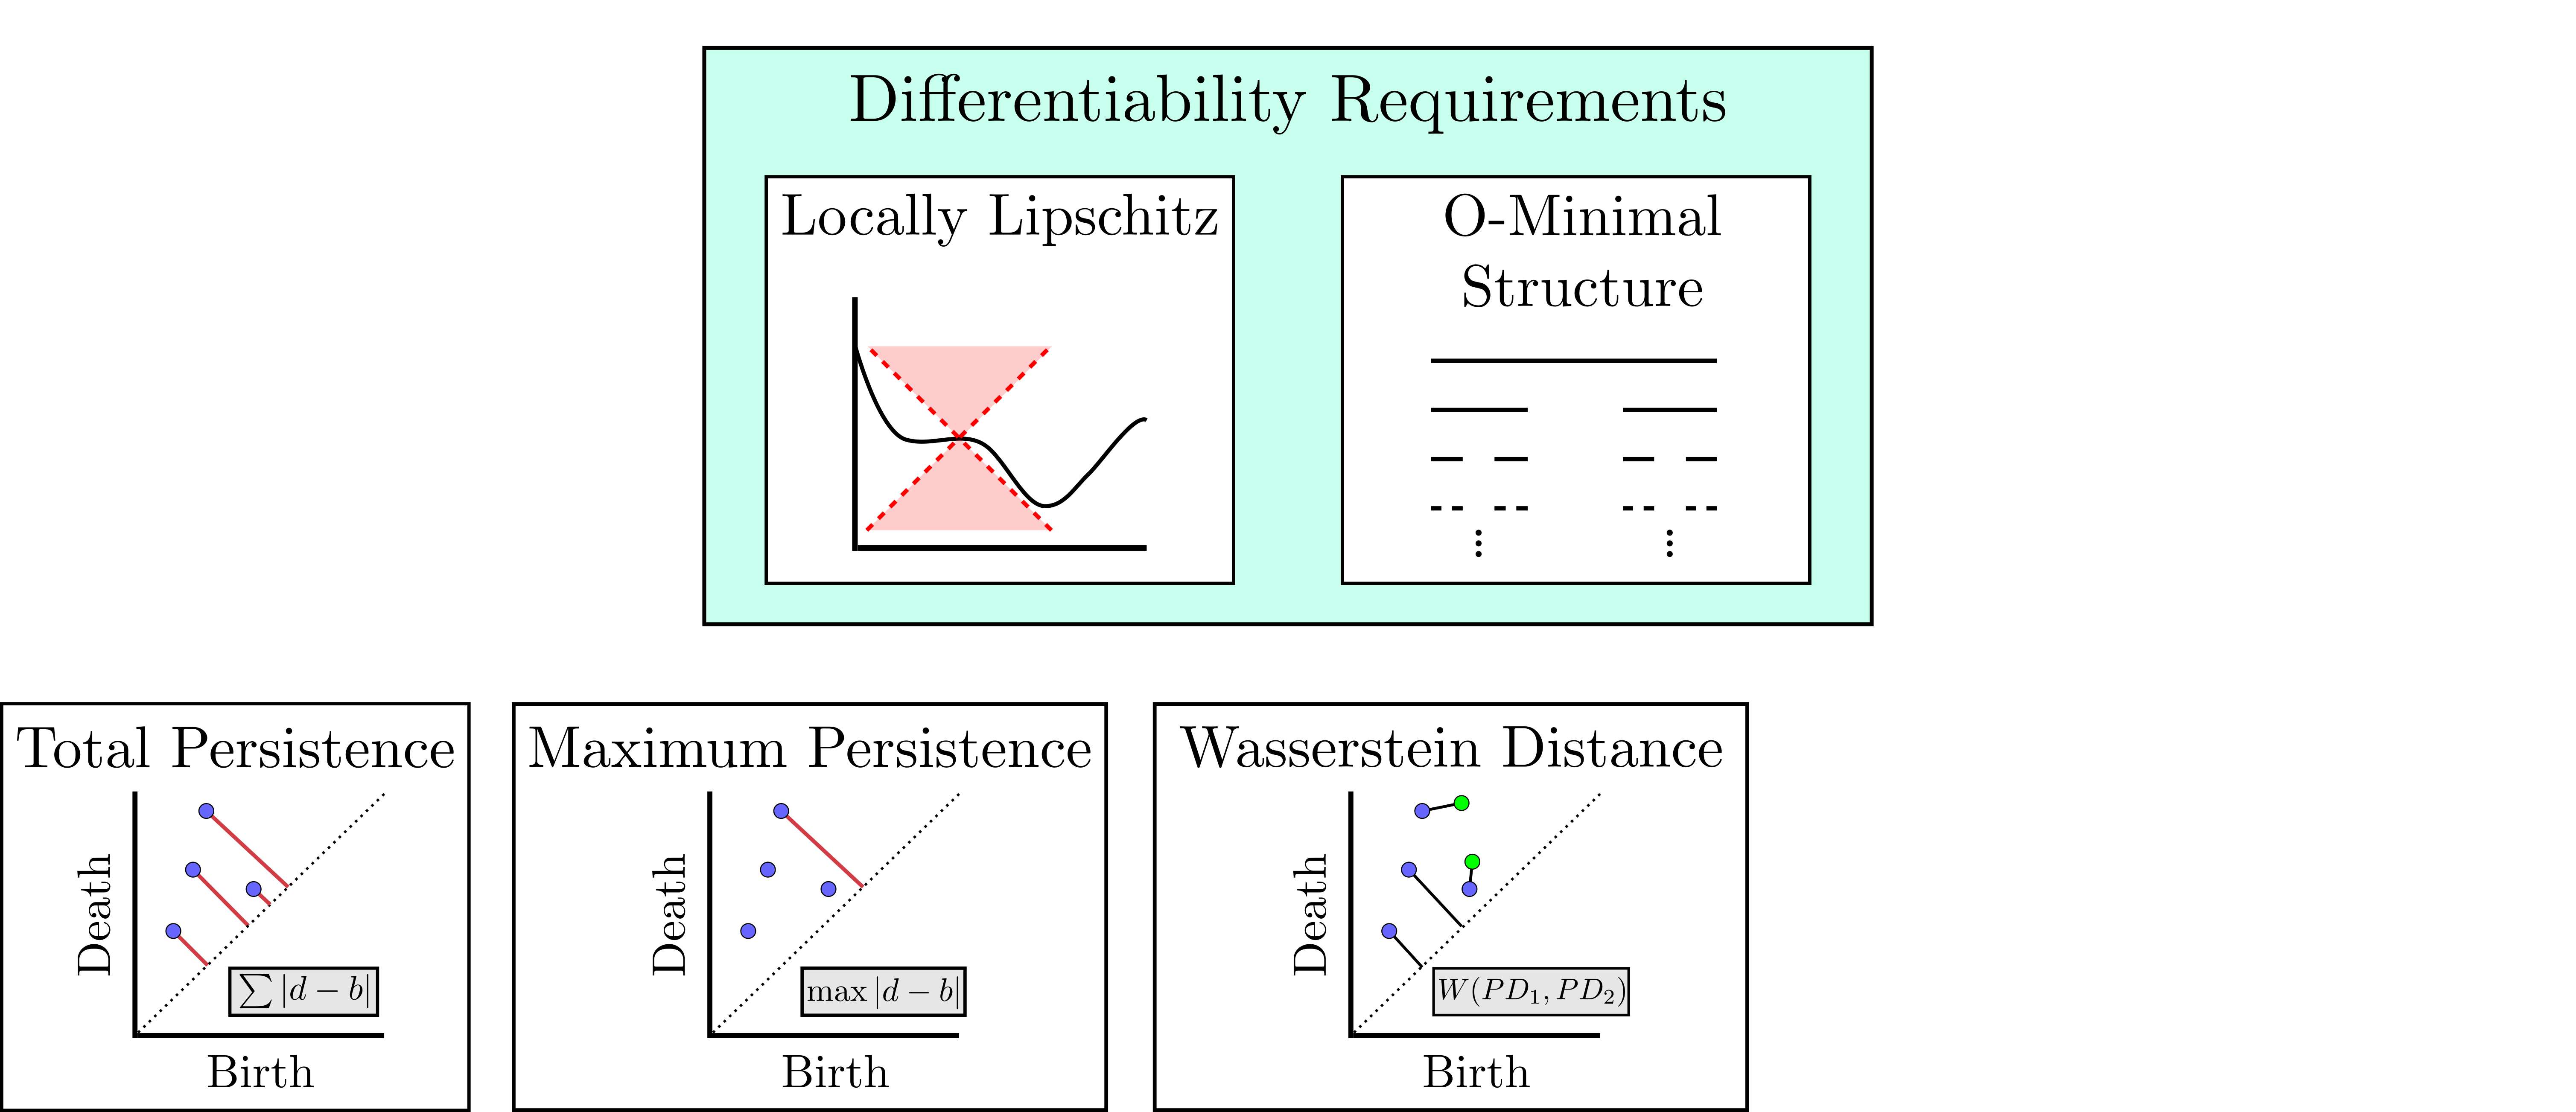 Differentiability Requirements
Locally Lipschitz
O-Minimal
Structure
Total Persistence
Death
∑ |d − b|
Birth
Maximum Persistence
Death
max |d − b|
Birth
Wasserstein Distance
Death
W(PD₁, PD₂)
Birth